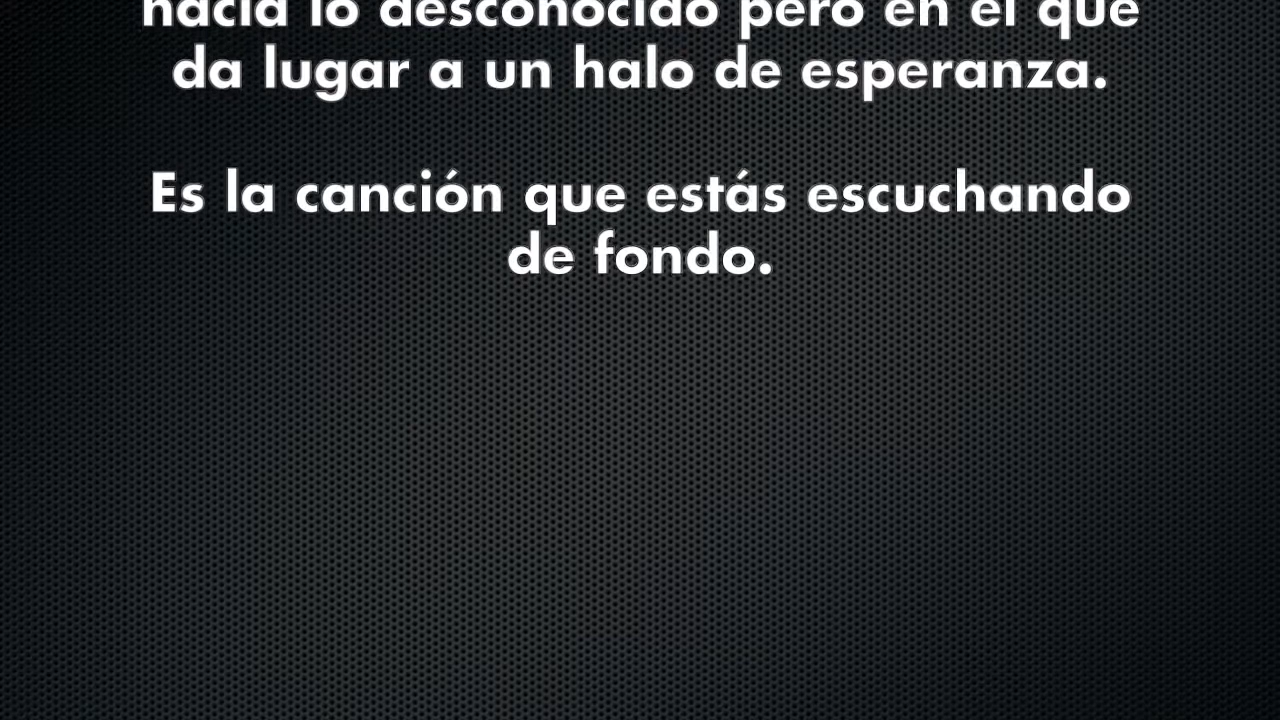 hacia lo desconocido pero en el que
da lugar a un halo de esperanza.
Es la canción que estás escuchando
de fondo.